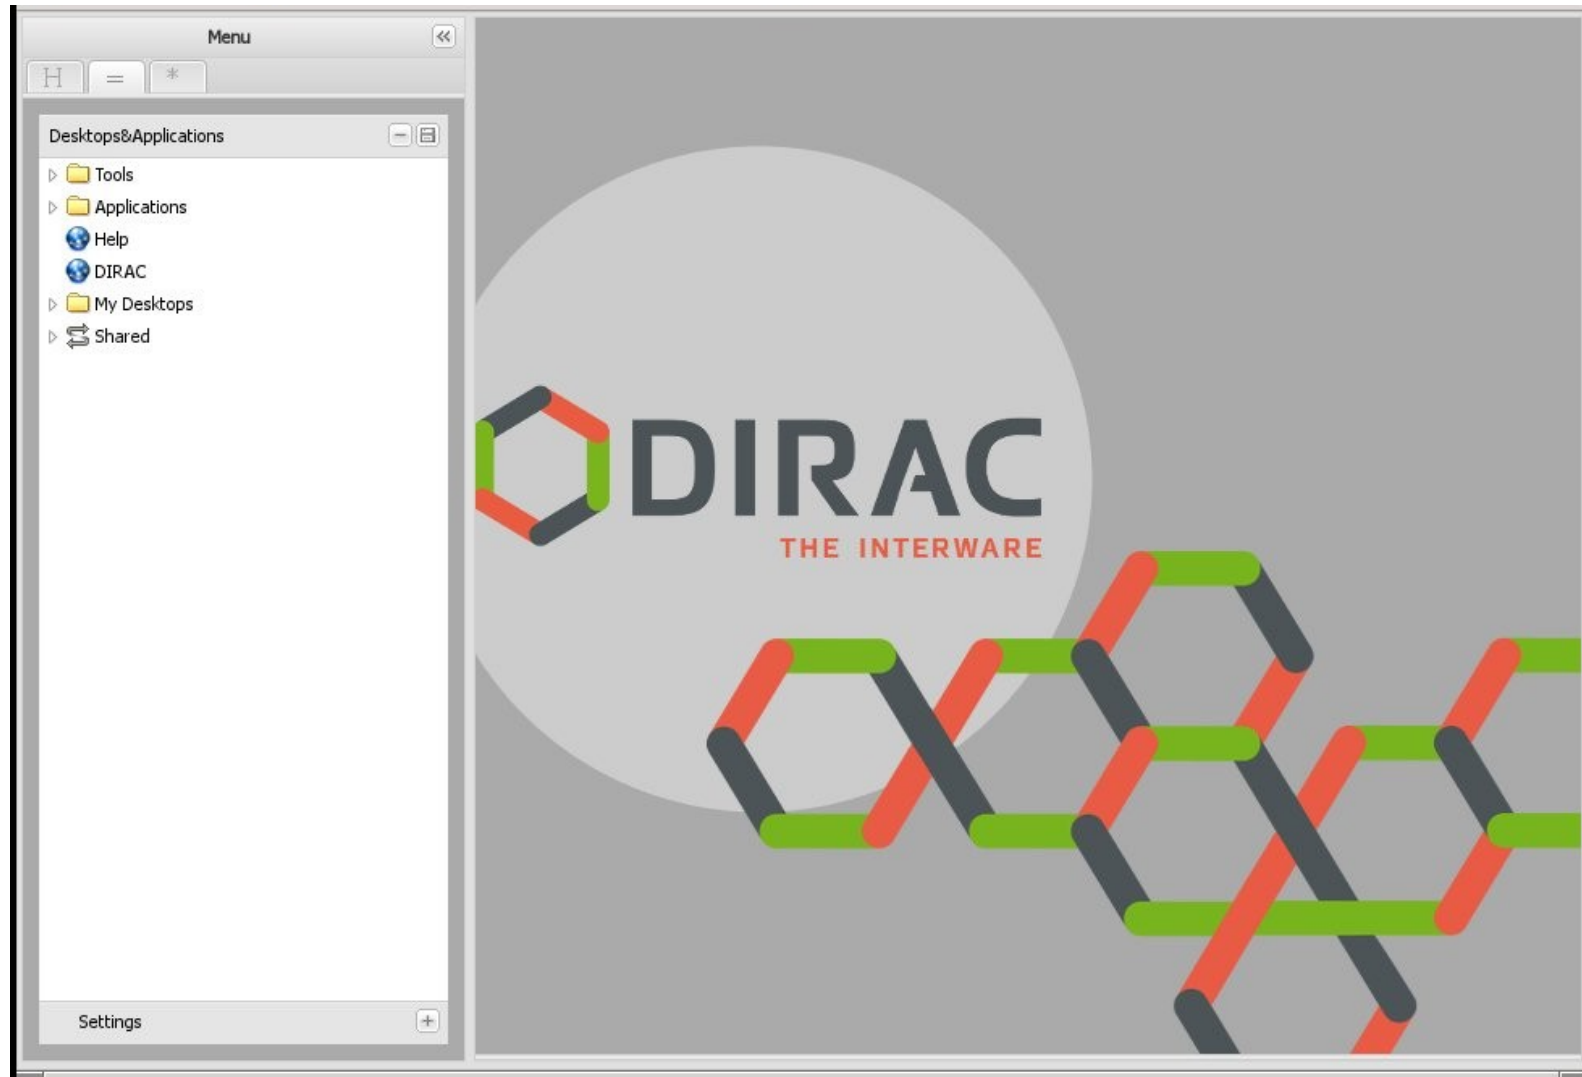 Menu
H = *
Desktops&Applications
Tools
Applications
Help
DIRAC
My Desktops
Shared
Settings
DIRAC
THE INTERWARE